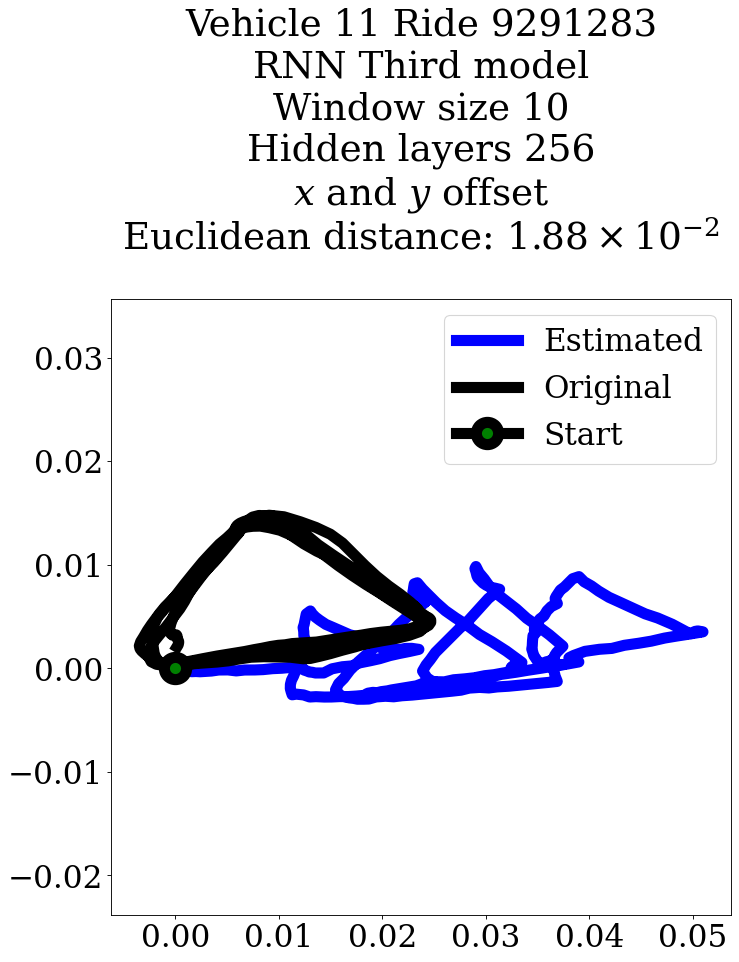 Vehicle 11 Ride 9291283
RNN Third model
Window size 10
Hidden layers 256
x and y offset
Euclidean distance: 1.88 × 10⁻²
Estimated
Original
Start
0.03
0.02
0.01
0.00
−0.01
−0.02
0.00 0.01 0.02 0.03 0.04 0.05